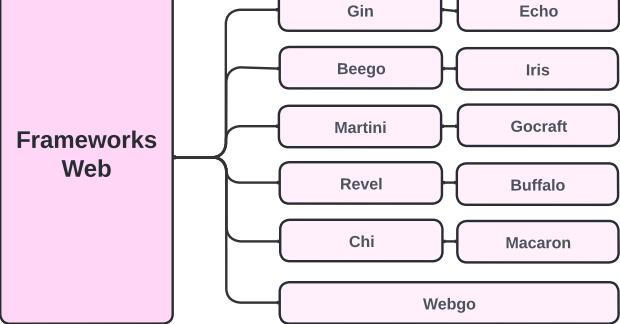 Frameworks
Web
Gin
Echo
Beego
Iris
Martini
Gocraft
Revel
Buffalo
Chi
Macaron
Webgo